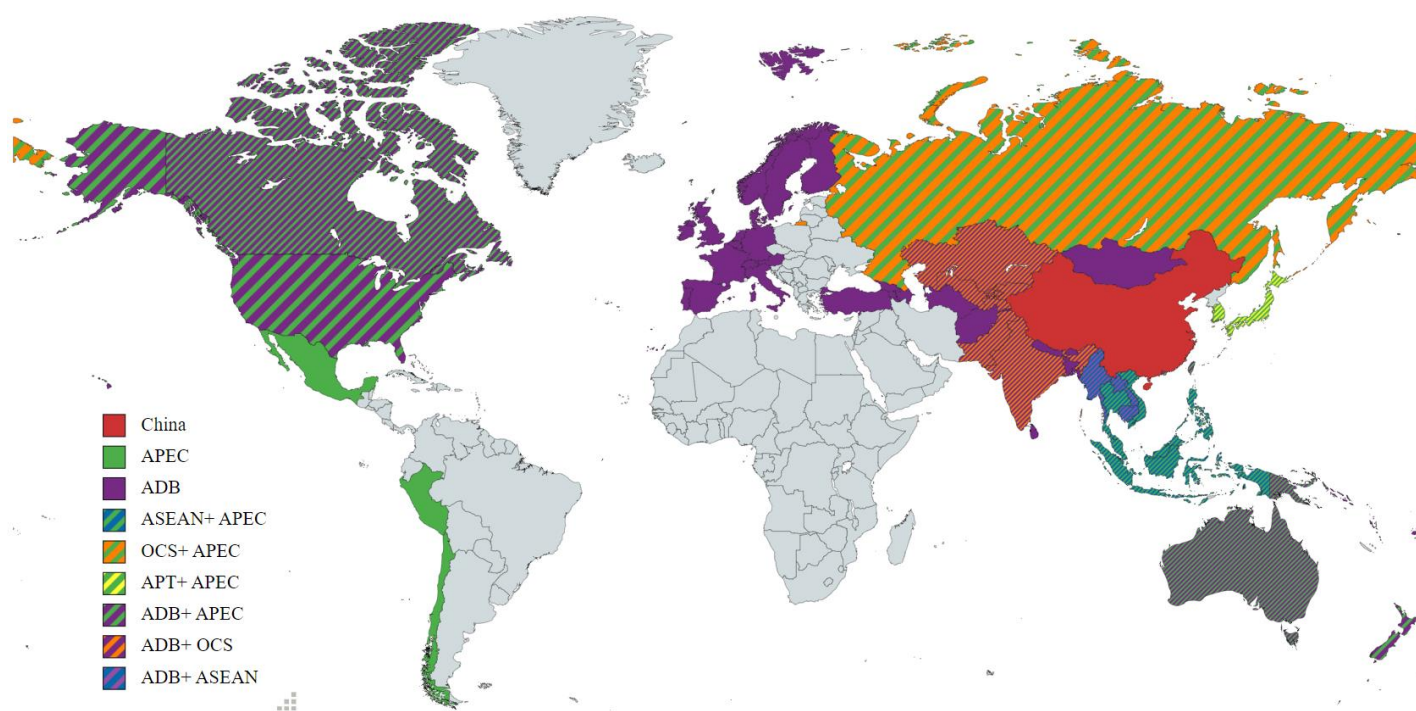 China
APEC
ADB
ASEAN+ APEC
OCS+ APEC
APT+ APEC
ADB+ APEC
ADB+ OCS
ADB+ ASEAN